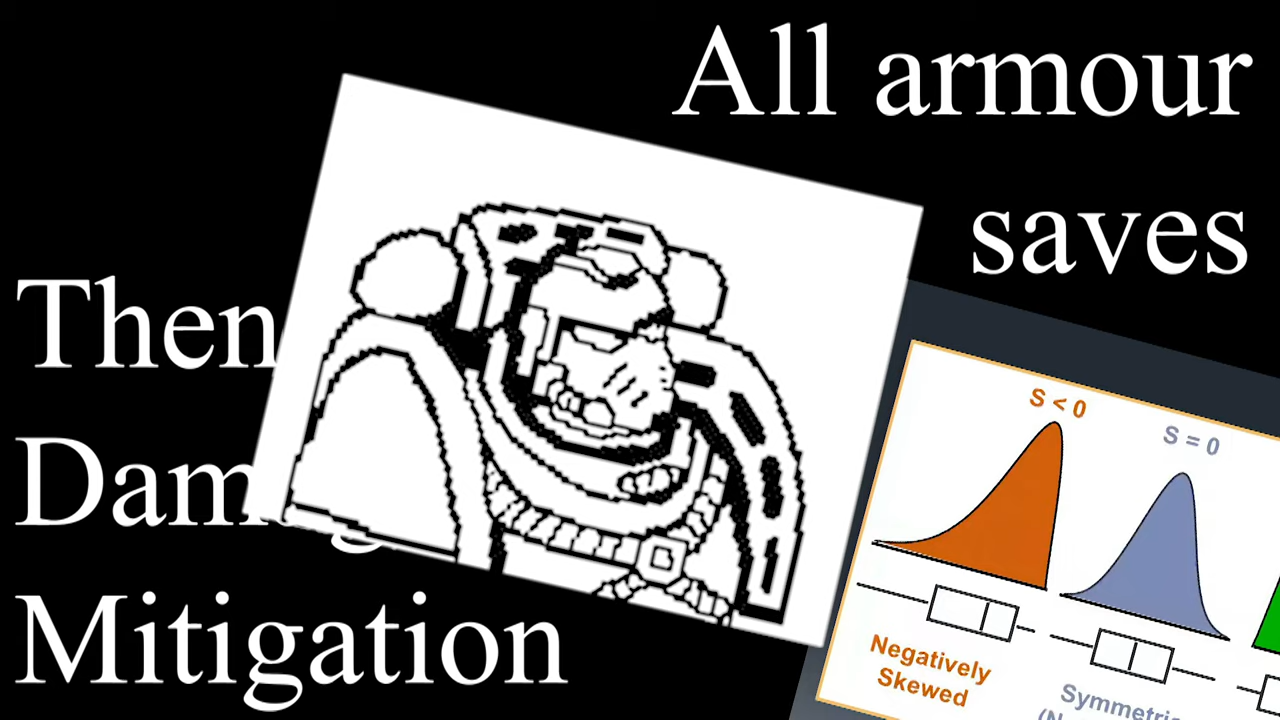 All armour
saves
Then
Mitigation
S < 0
S = 0
Negatively
Skewed